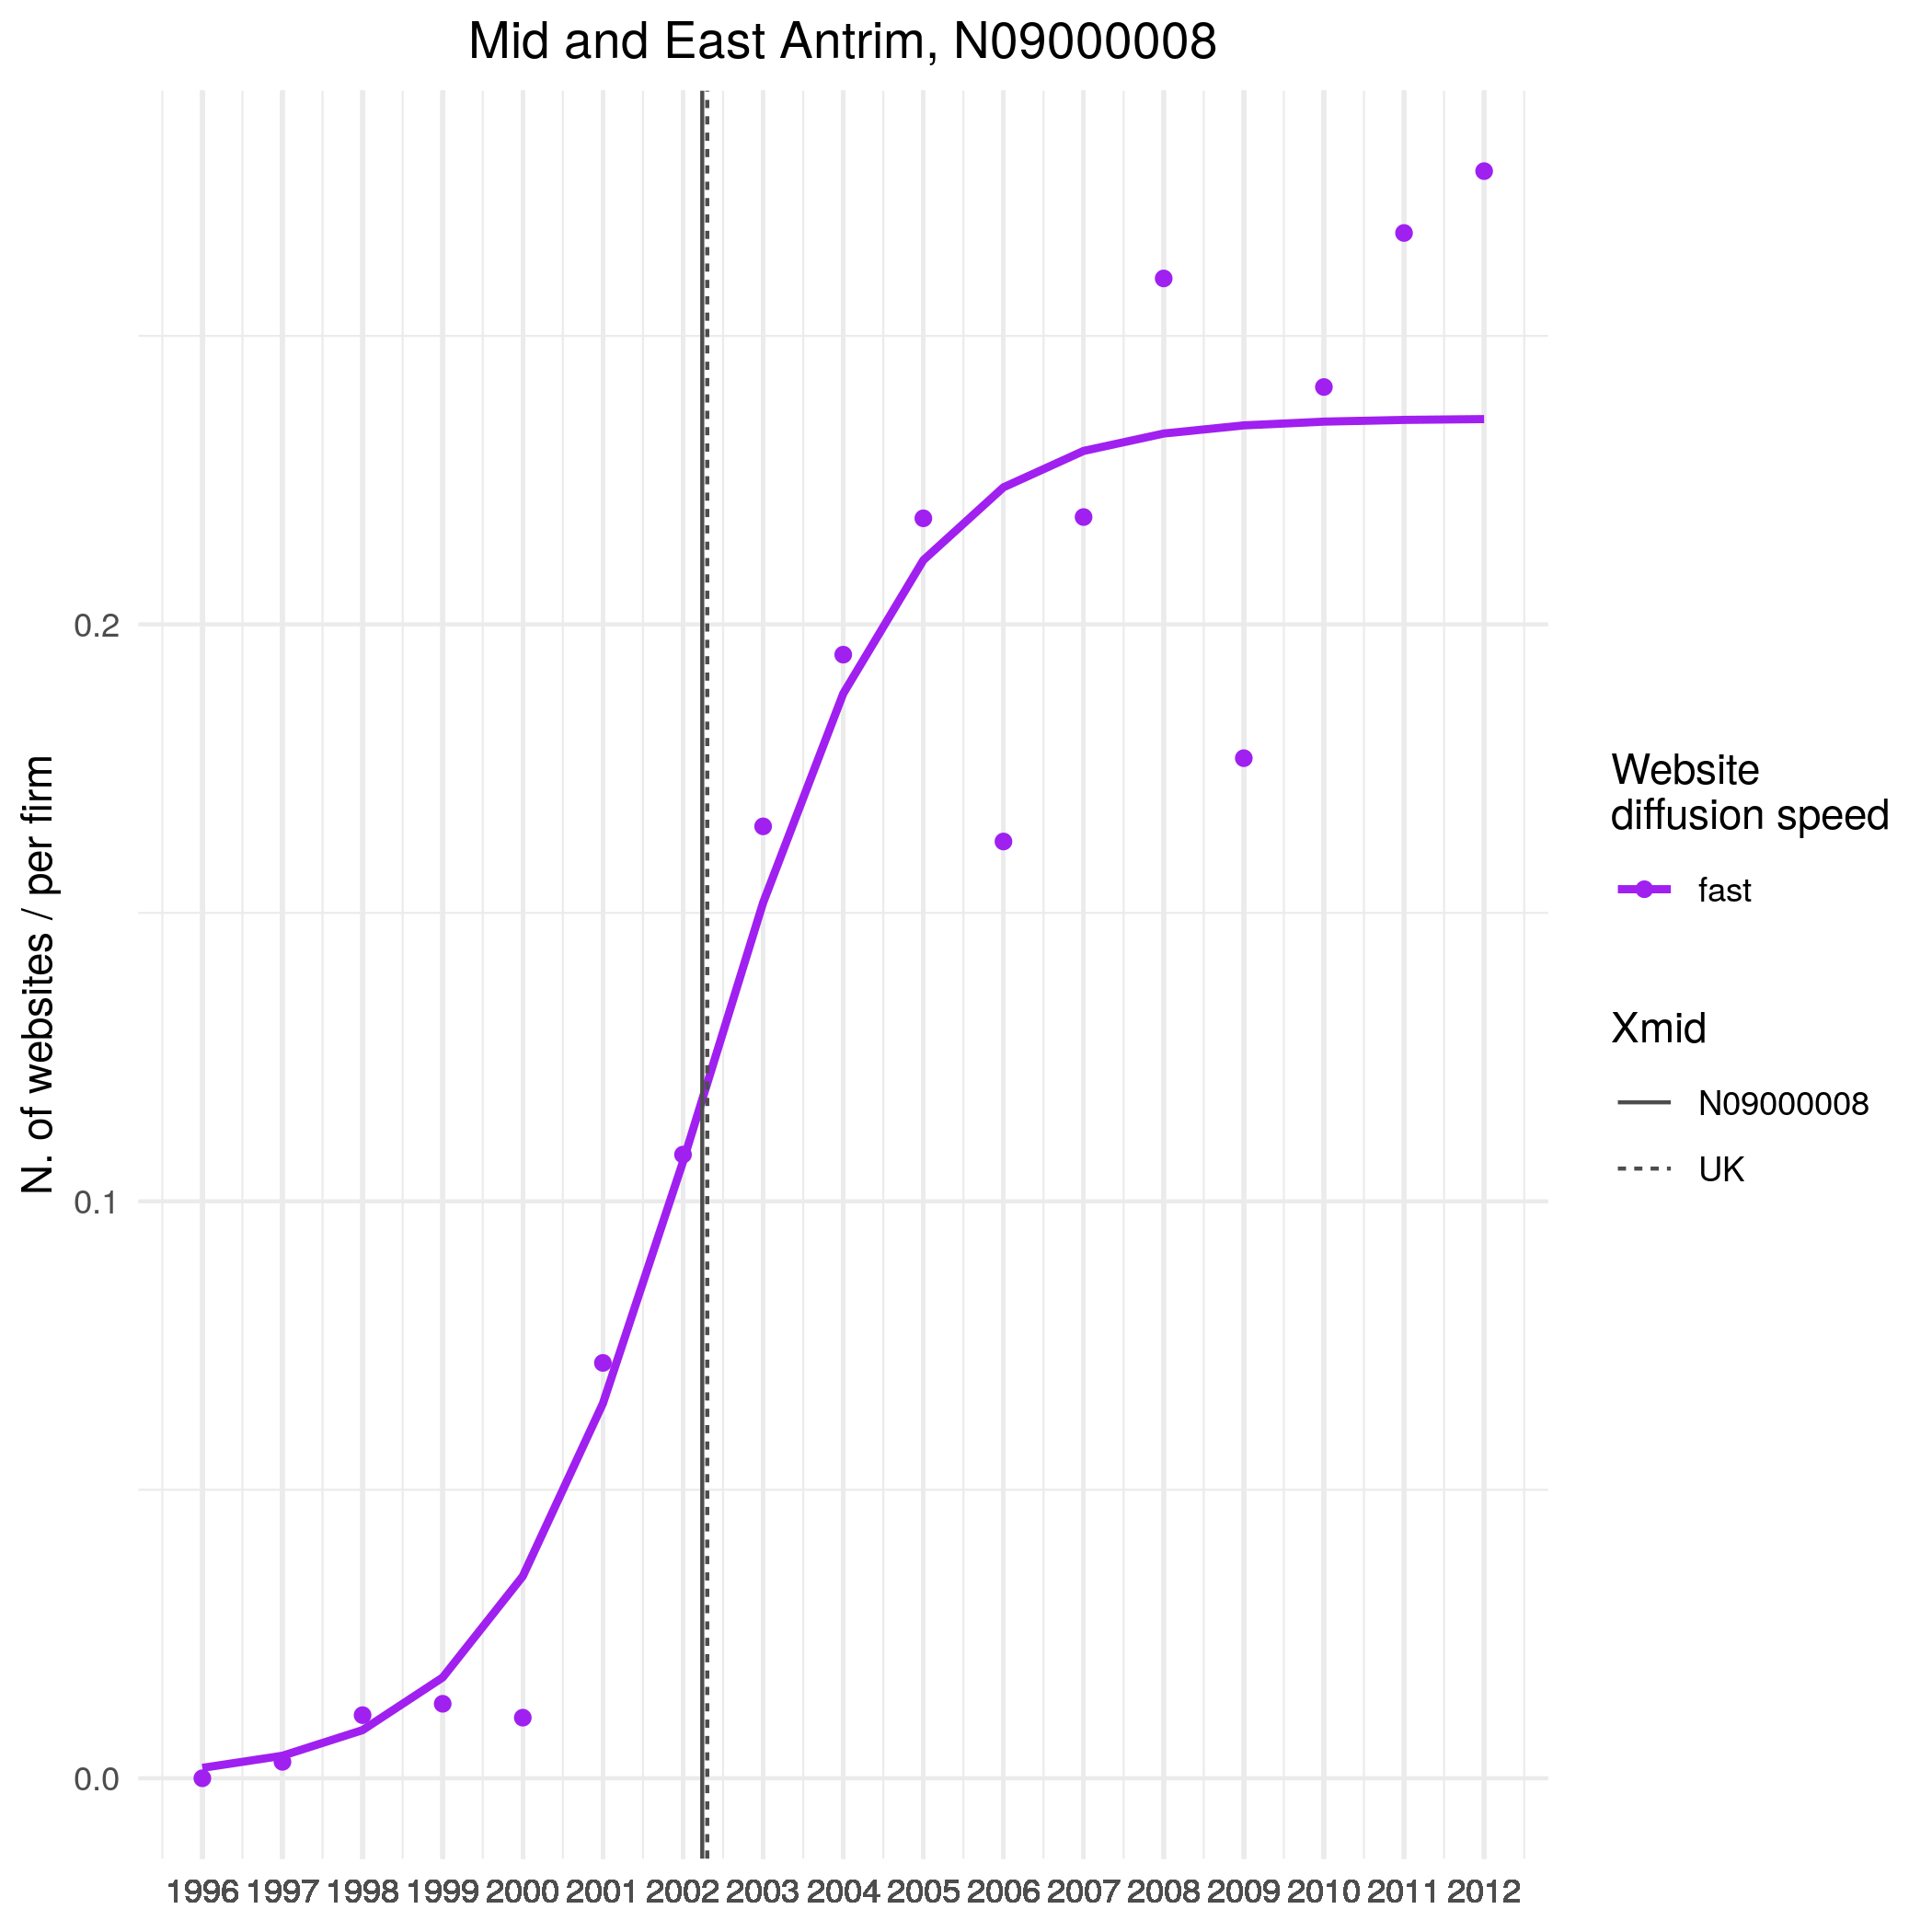 Mid and East Antrim, N09000008
N. of websites / per firm
0.2
0.1
0.0
1996 1997 1998 1999 2000 2001 2002 2003 2004 2005 2006 2007 2008 2009 2010 2011 2012
Website
diffusion speed
fast
Xmid
N09000008
UK